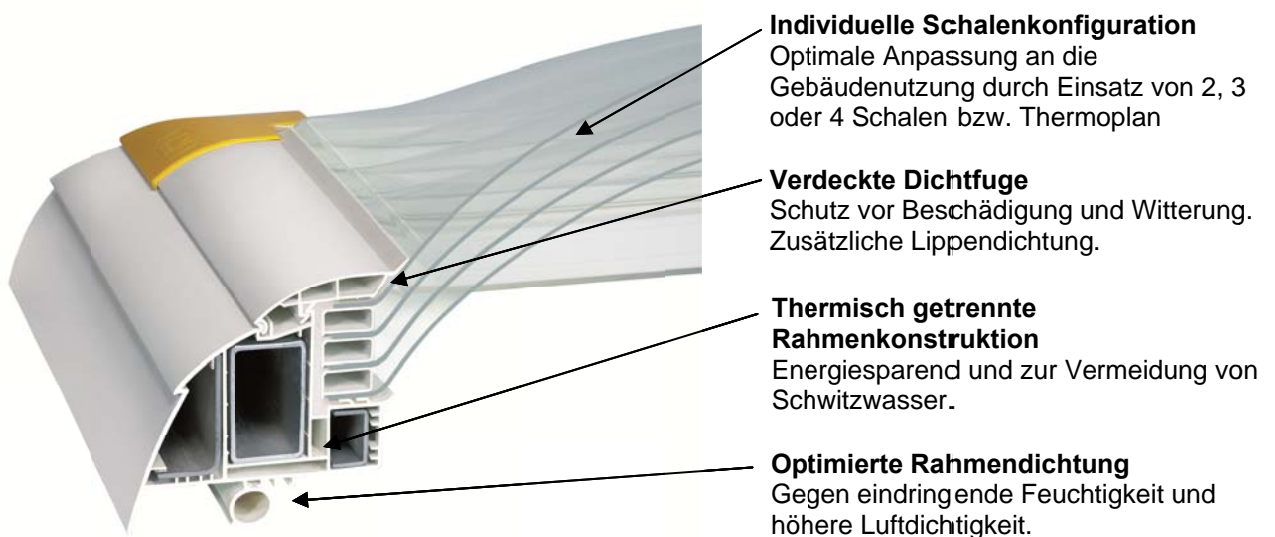 Individuelle Schalenkonfiguration
Optimale Anpassung an die
Gebäudenutzung durch Einsatz von 2, 3
oder 4 Schalen bzw. Thermoplan
Verdeckte Dichtfuge
Schutz vor Beschädigung und Witterung.
Zusätzliche Lippendichtung.
Thermisch getrennte
Rahmenkonstruktion
Energiesparend und zur Vermeidung von
Schwitzwasser.
Optimierte Rahmendichtung
Gegen eindringende Feuchtigkeit und
höhere Luftdichtigkeit.